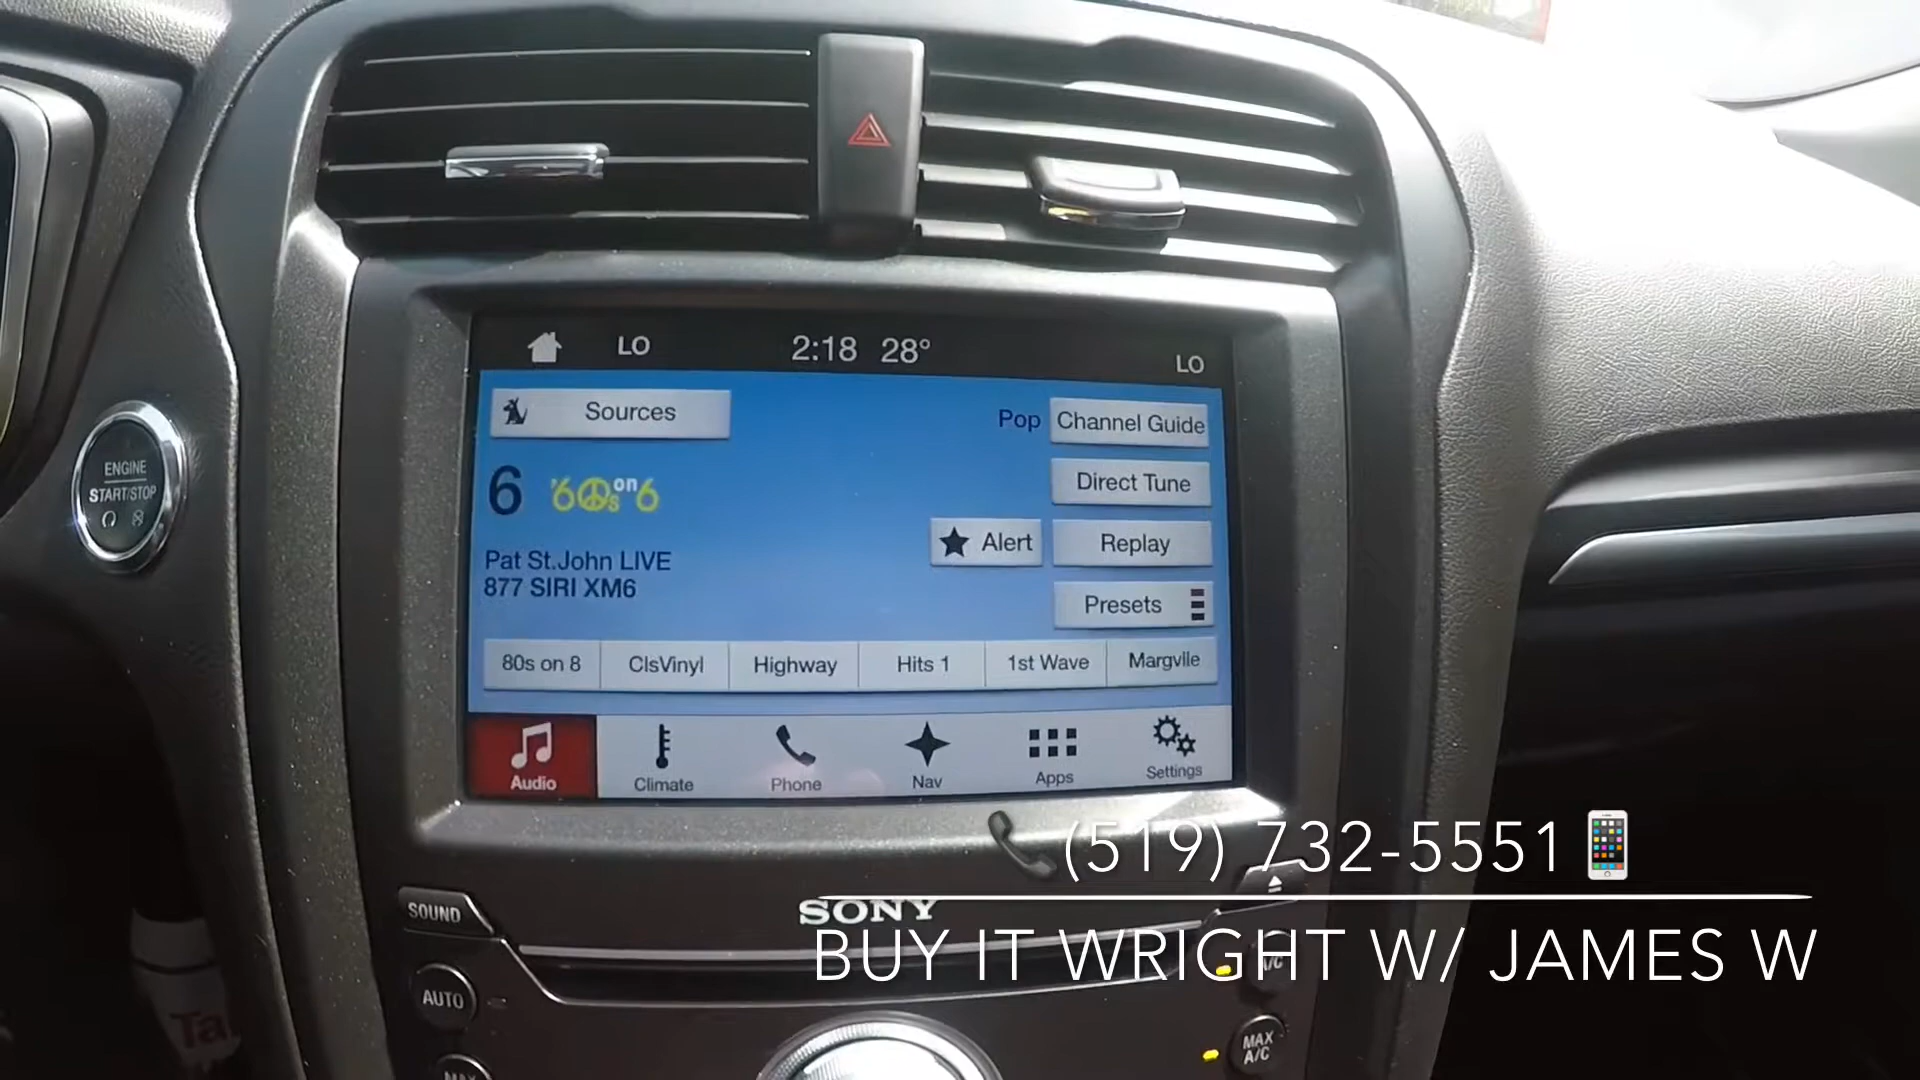 LO 2:18 28° LO
Sources
Pop Channel Guide
ENGINE
START/STOP
6 '60s on 6
Direct Tune
Alert Replay
Pat St.John LIVE
877 SIRI XM6
Presets
80s on 8 ClsVinyl Highway Hits 1 1st Wave Margvlle
Audio Climate Phone Nav Apps Settings
(519) 732-5551
SOUND
SONY
BUY IT WRIGHT W/ JAMES W
A/C
AUTO
MAX
A/C
MAX